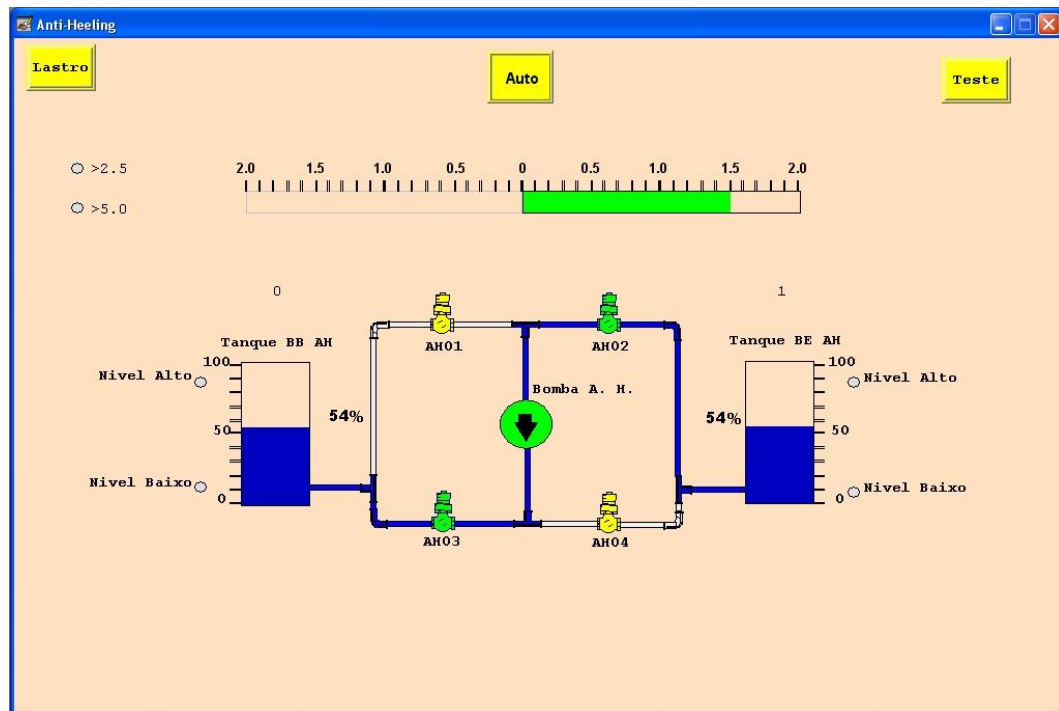 Anti-Heeling
Lastro
Auto
Teste
>2.5
2.0 1.5 1.0 0.5 0 0.5 1.0 1.5 2.0
>5.0
0
1
AH01
AH02
Tanque BB AH
Tanque BE AH
100
100
Nivel Alto
Nivel Alto
Bomba A. H.
54%
54%
50
50
Nivel Baixo
Nivel Baixo
0
0
AH03
AH04